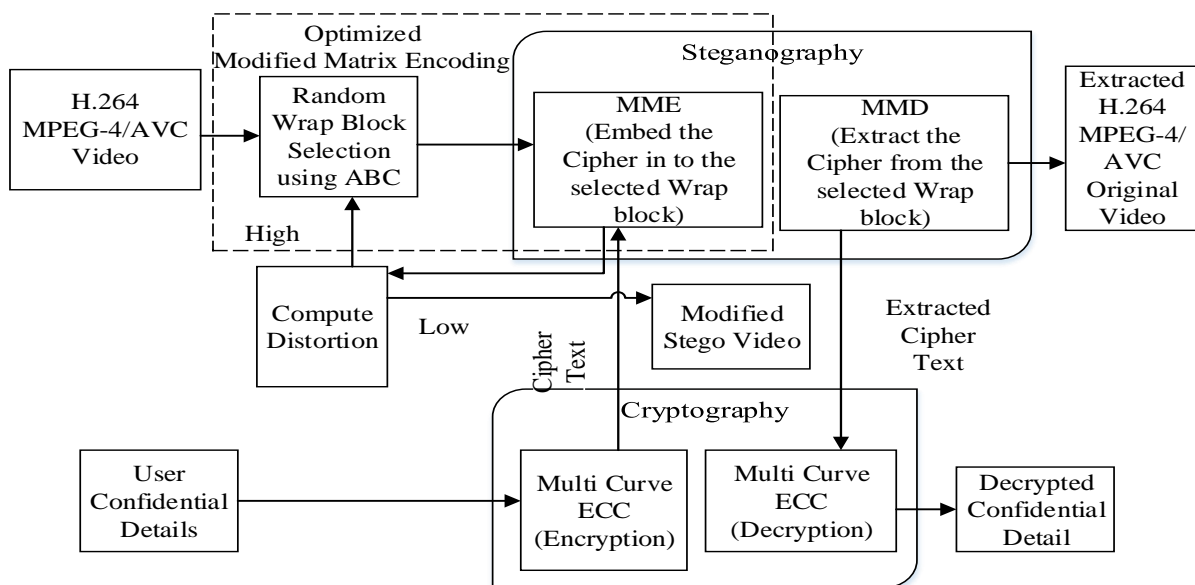 Optimized
Modified Matrix Encoding
Steganography
H.264
MPEG-4/AVC
Video
Random
Wrap Block
Selection
using ABC
MME
(Embed the
Cipher in to the
selected Wrap
block)
MMD
(Extract the
Cipher from the
selected Wrap
block)
Extracted
H.264
MPEG-4/
AVC
Original
Video
High
Compute
Distortion
Low
Modified
Stego Video
Cipher
Text
Extracted
Cipher
Text
Cryptography
User
Confidential
Details
Multi Curve
ECC
(Encryption)
Multi Curve
ECC
(Decryption)
Decrypted
Confidential
Detail